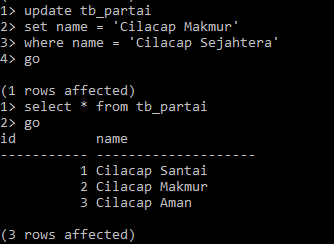 1> update tb_partai
2> set name = 'Cilacap Makmur'
3> where name = 'Cilacap Sejahtera'
4> go
(1 rows affected)
1> select * from tb_partai
2> go
id          name
----------- --------------------
          1 Cilacap Santai
          2 Cilacap Makmur
          3 Cilacap Aman
(3 rows affected)